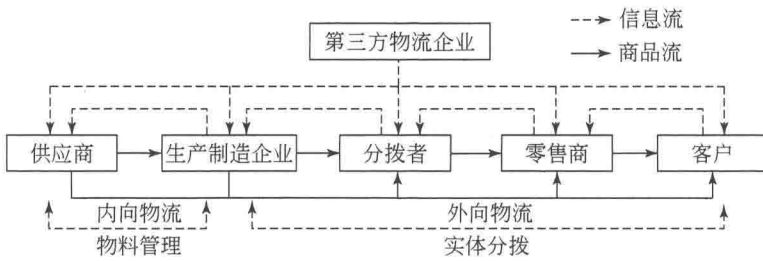 信息流
第三方物流企业
商品流
供应商
生产制造企业
分拨者
零售商
客户
内向物流
外向物流
物料管理
实体分拨